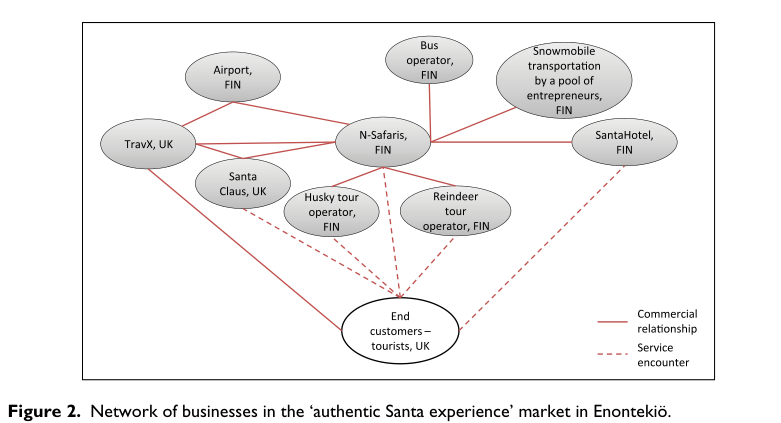 Bus
operator,
FIN
Snowmobile
transportation
by a pool of
entrepreneurs,
FIN
Airport,
FIN
TravX, UK
N-Safaris,
FIN
SantaHotel,
FIN
Santa
Claus, UK
Husky tour
operator,
FIN
Reindeer
tour
operator, FIN
End
customers –
tourists, UK
Commercial
relationship
Service
encounter
Figure 2. Network of businesses in the ‘authentic Santa experience’ market in Enontekiö.